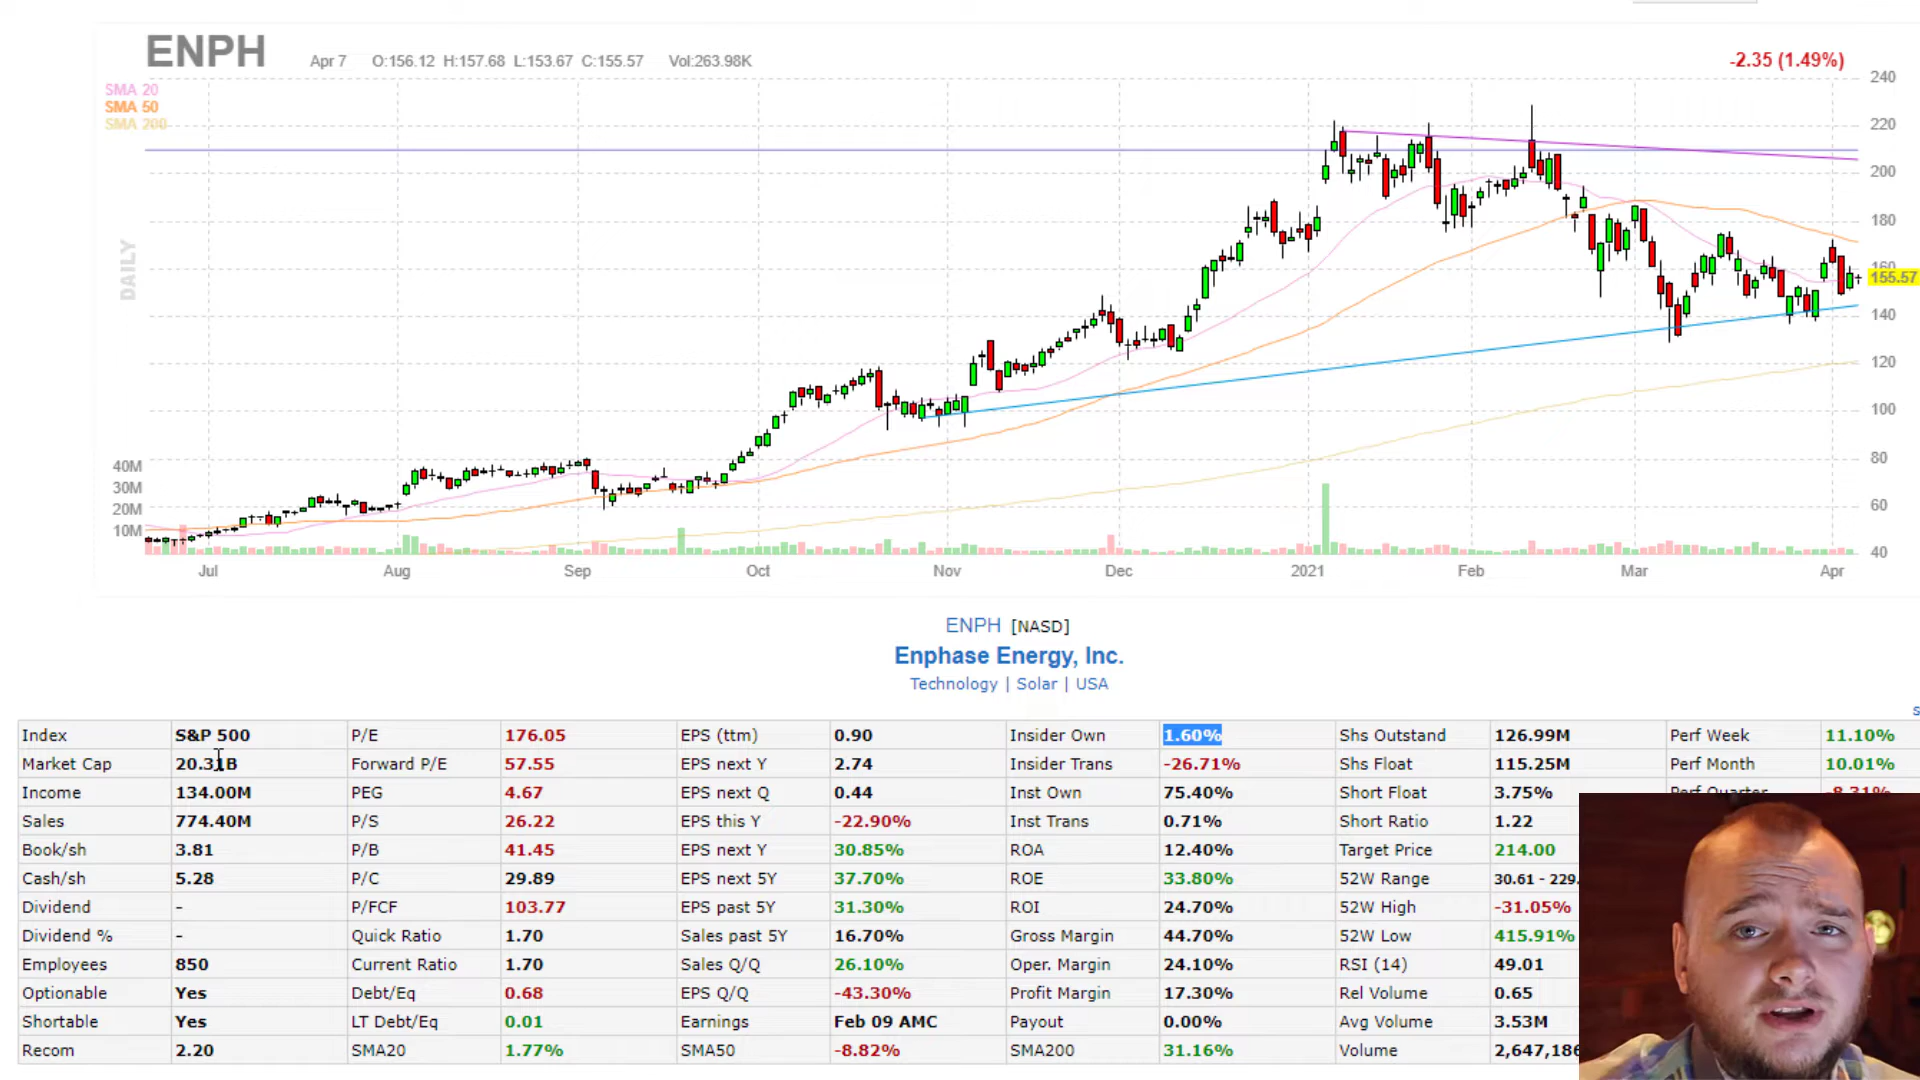 ENPH Apr 7 O:156.12 H:157.68 L:153.67 C:155.57 Vol:263.98K -2.35 (1.49%)
SMA 20
SMA 50
SMA 200
DAILY
240
220
200
180
160
155.57
140
120
100
80
60
40
40M
30M
20M
10M
Jul Aug Sep Oct Nov Dec 2021 Feb Mar Apr
ENPH [NASD]
Enphase Energy, Inc.
Technology | Solar | USA
Index S&P 500 P/E 176.05 EPS (ttm) 0.90 Insider Own 1.60% Shs Outstand 126.99M Perf Week 11.10%
Market Cap 20.31B Forward P/E 57.55 EPS next Y 2.74 Insider Trans -26.71% Shs Float 115.25M Perf Month 10.01%
Income 134.00M PEG 4.67 EPS next Q 0.44 Inst Own 75.40% Short Float 3.75% Perf Quarter -8.31%
Sales 774.40M P/S 26.22 EPS this Y -22.90% Inst Trans 0.71% Short Ratio 1.22
Book/sh 3.81 P/B 41.45 EPS next Y 30.85% ROA 12.40% Target Price 214.00
Cash/sh 5.28 P/C 29.89 EPS next 5Y 37.70% ROE 33.80% 52W Range 30.61 - 229.
Dividend - P/FCF 103.77 EPS past 5Y 31.30% ROI 24.70% 52W High -31.05%
Dividend % - Quick Ratio 1.70 Sales past 5Y 16.70% Gross Margin 44.70% 52W Low 415.91%
Employees 850 Current Ratio 1.70 Sales Q/Q 26.10% Oper. Margin 24.10% RSI (14) 49.01
Optionable Yes Debt/Eq 0.68 EPS Q/Q -43.30% Profit Margin 17.30% Rel Volume 0.65
Shortable Yes LT Debt/Eq 0.01 Earnings Feb 09 AMC Payout 0.00% Avg Volume 3.53M
Recom 2.20 SMA20 1.77% SMA50 -8.82% SMA200 31.16% Volume 2,647,186